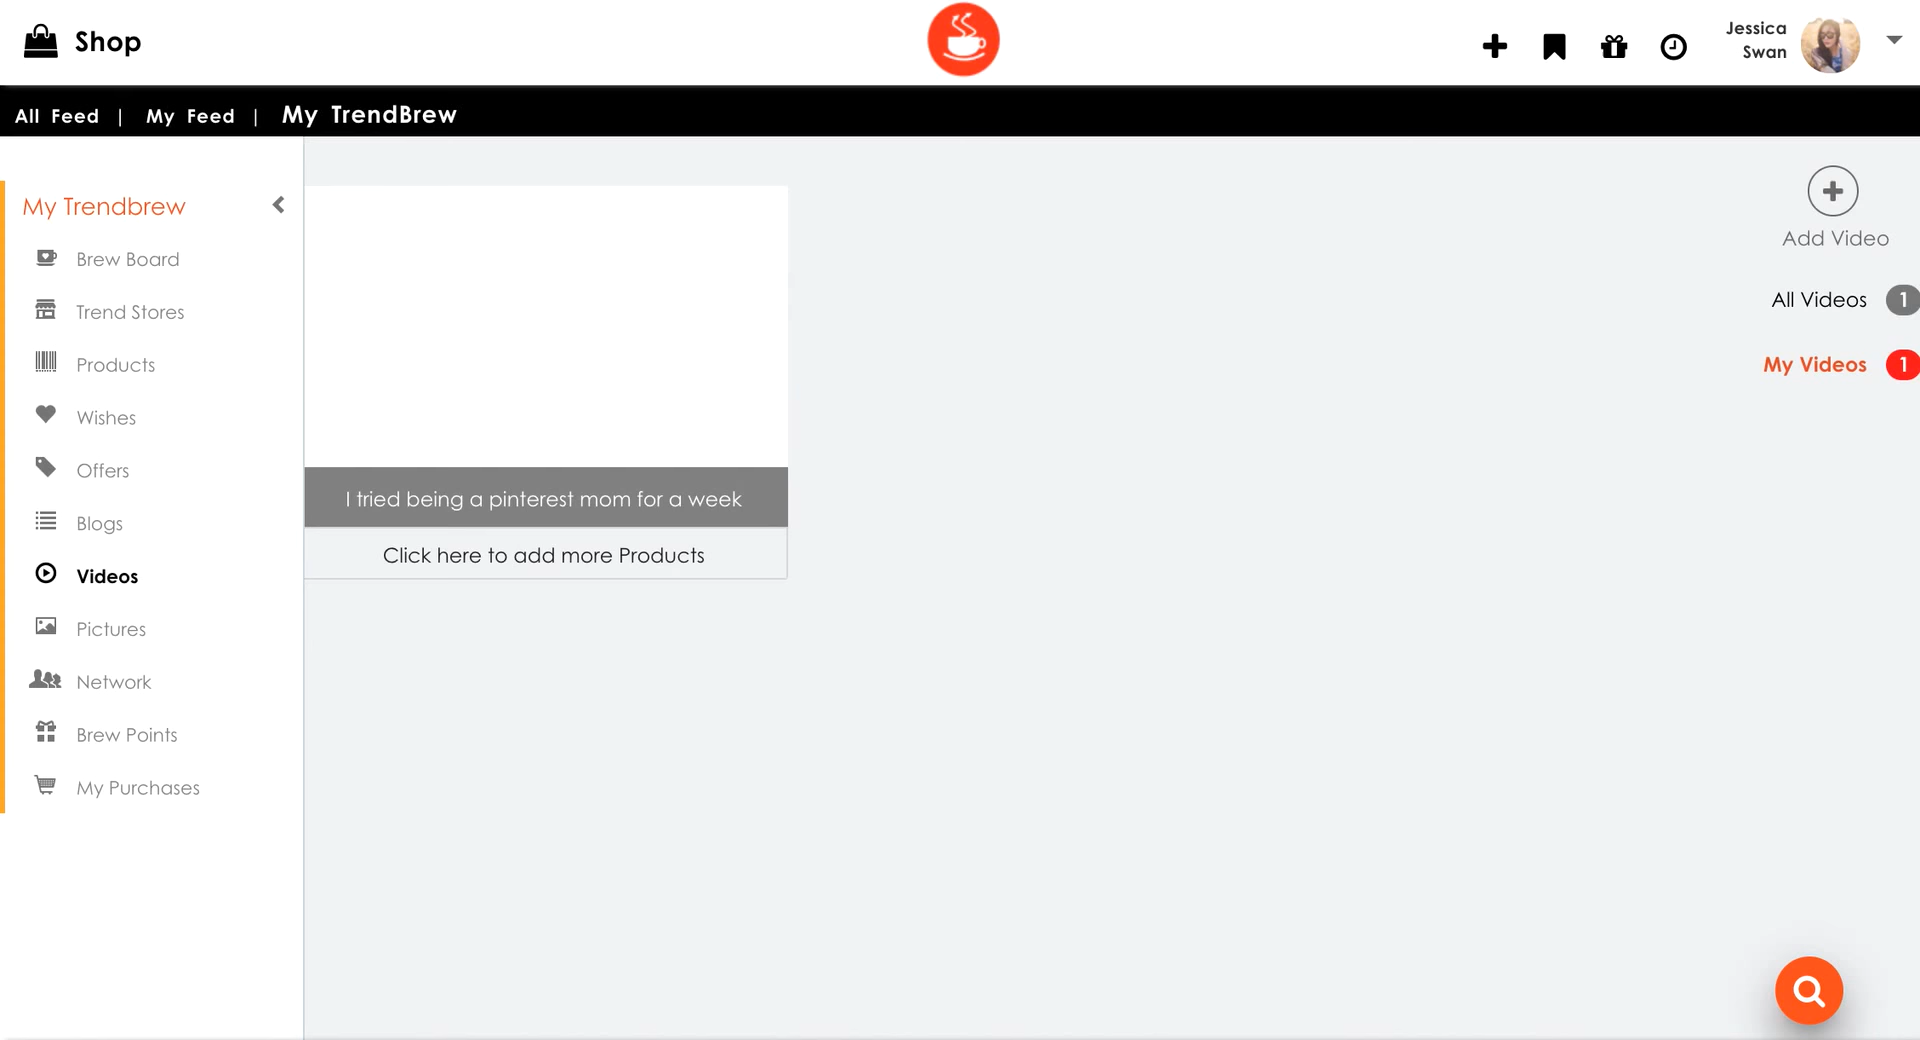 Shop
Jessica
Swan
All Feed | My Feed | My TrendBrew
My Trendbrew
Brew Board
Trend Stores
Products
Wishes
Offers
Blogs
Videos
Pictures
Network
Brew Points
My Purchases
I tried being a pinterest mom for a week
Click here to add more Products
Add Video
All Videos 1
My Videos 1